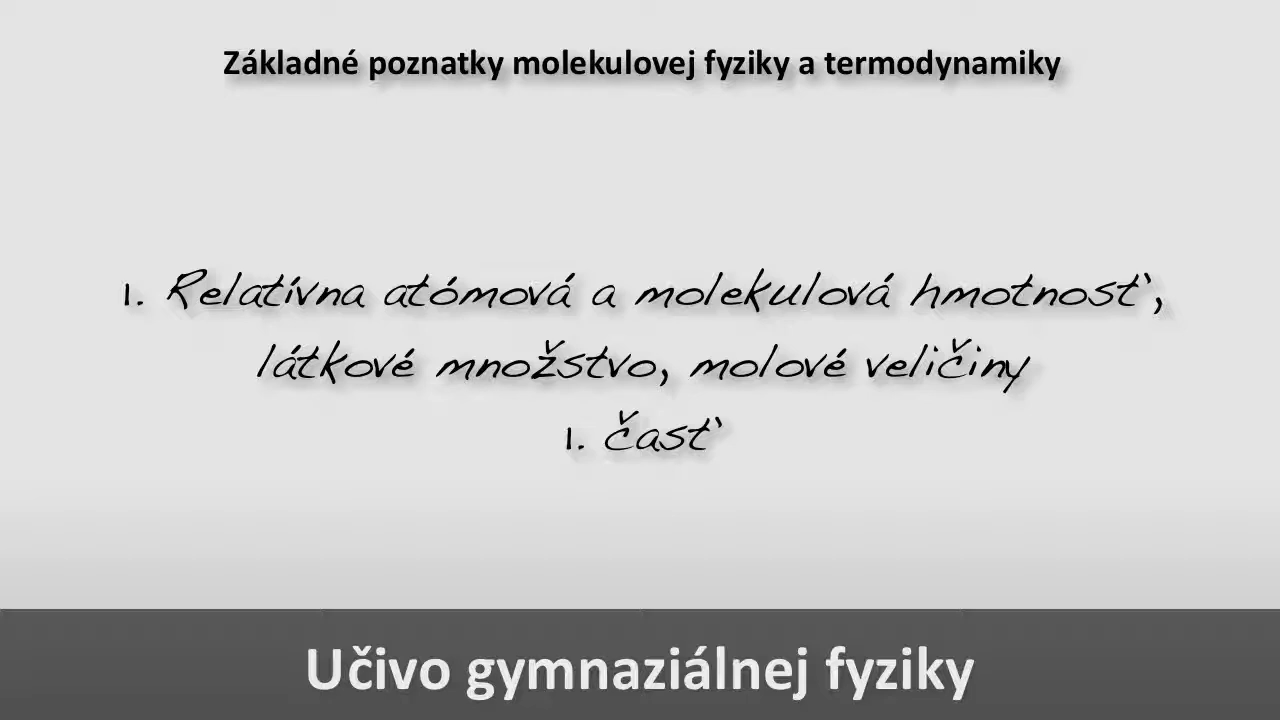 Základné poznatky molekulovej fyziky a termodynamiky
1. Relatívna atómová a molekulová hmotnosť,
látkové množstvo, molové veličiny
1. časť
Učivo gymnaziálnej fyziky